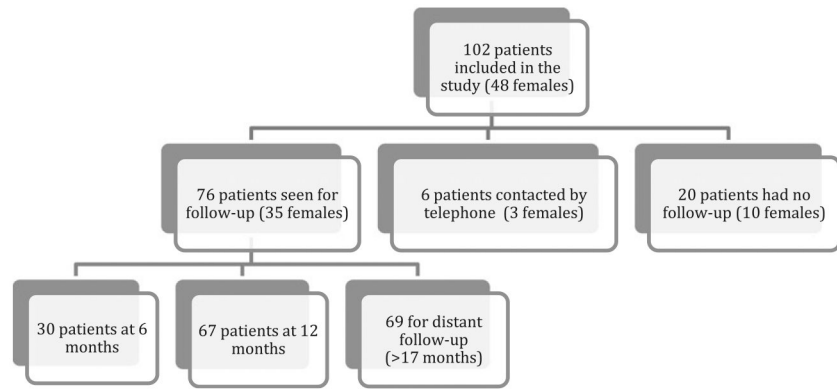 102 patients
included in the
study (48 females)
76 patients seen for
follow-up (35 females)
6 patients contacted by
telephone (3 females)
20 patients had no
follow-up (10 females)
30 patients at 6
months
67 patients at 12
months
69 for distant
follow-up
(>17 months)